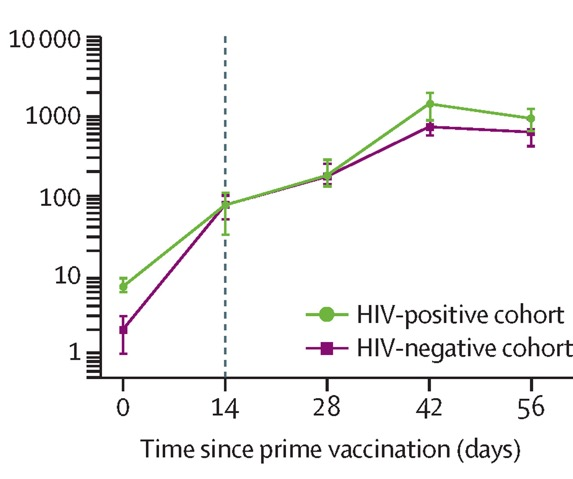 10 000
1000
100
10
1
HIV-positive cohort
HIV-negative cohort
0 14 28 42 56
Time since prime vaccination (days)